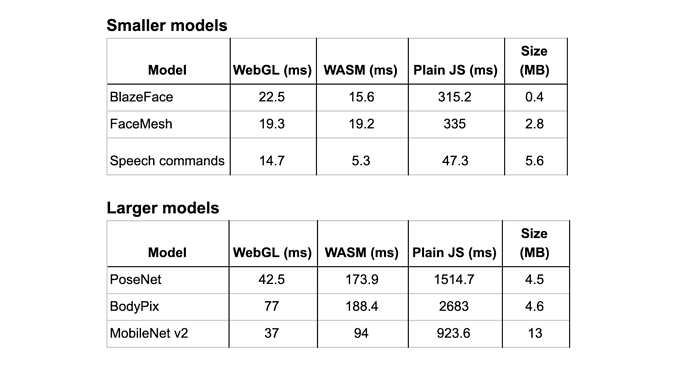 Smaller models
Model WebGL (ms) WASM (ms) Plain JS (ms) Size (MB)
BlazeFace 22.5 15.6 315.2 0.4
FaceMesh 19.3 19.2 335 2.8
Speech commands 14.7 5.3 47.3 5.6
Larger models
Model WebGL (ms) WASM (ms) Plain JS (ms) Size (MB)
PoseNet 42.5 173.9 1514.7 4.5
BodyPix 77 188.4 2683 4.6
MobileNet v2 37 94 923.6 13